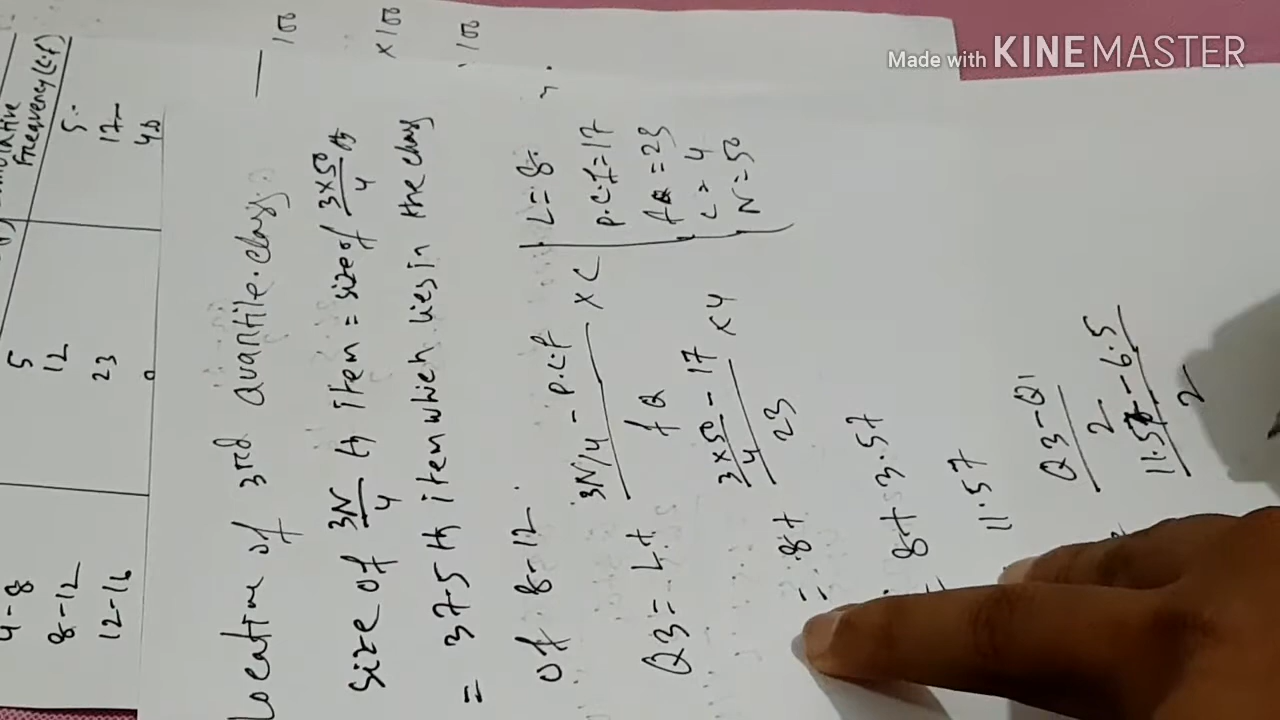 Made with KINEMASTER
Frequency (c.f)
5 5.
4-8 12 17
8-12 23 40
12-16
Location of 3rd quantile.class.
size of 3N/4 th item = size of 3×50/4 th
= 37.5 th item which lies in the class
of 8-12.
Q3 = L + 3N/4 - P.C.f / fQ × C
= 8+ 3×50/4 - 17 / 23 ×4
8+3.57
11.57
Q3-Q1 / 2
11.57-6.5 / 2
L = 8.
P.C.f = 17
fQ = 23
C = 4
N = 50
100
×100
100